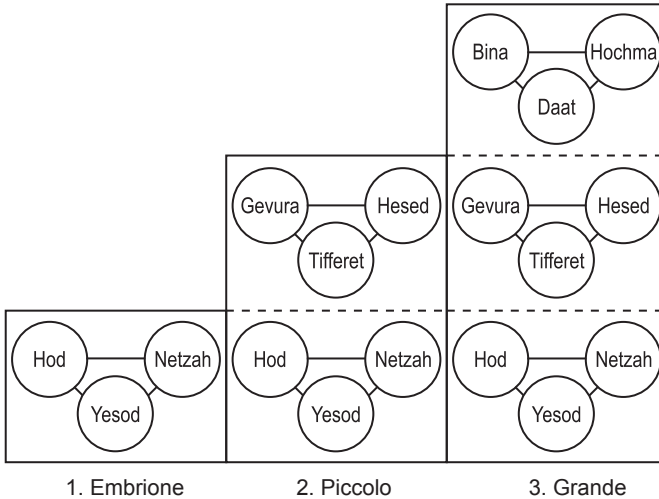 Bina Hochma
Daat
Gevura Hesed Gevura Hesed
Tifferet Tifferet
Hod Netzah Hod Netzah Hod Netzah
Yesod Yesod Yesod
1. Embrione 2. Piccolo 3. Grande